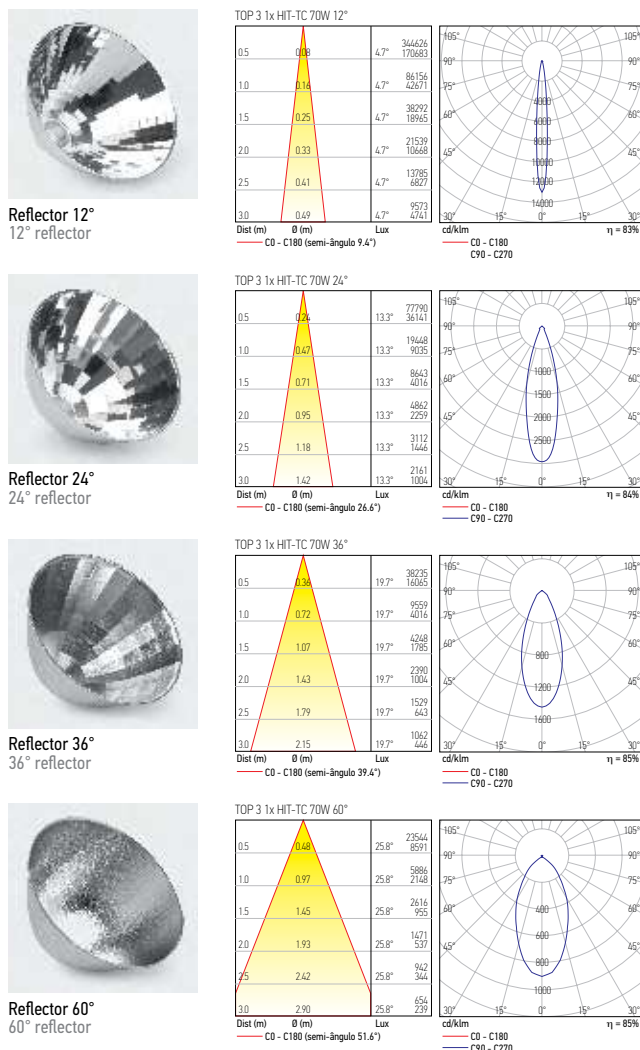 TOP 3 1x HIT-TC 70W 12°
0.5 0.08 4.7° 344626 170683
1.0 0.16 4.7° 86156 42671
1.5 0.25 4.7° 38292 18965
2.0 0.33 4.7° 21539 10668
2.5 0.41 4.7° 13785 6827
3.0 0.49 4.7° 9573 4741
Dist (m) Ø (m) Lux
C0 - C180 (semi-ângulo 9.4°)
105° 105°
90° 90°
75° 75°
60° 60°
45° 45°
30° 0° 30°
4000
6000
8000
10000
12000
14000
cd/klm η = 83%
C0 - C180
C90 - C270
Reflector 12°
12° reflector
TOP 3 1x HIT-TC 70W 24°
0.5 0.24 13.3° 77790 36141
1.0 0.47 13.3° 19448 9035
1.5 0.71 13.3° 8643 4016
2.0 0.95 13.3° 4862 2259
2.5 1.18 13.3° 3112 1446
3.0 1.42 13.3° 2161 1004
Dist (m) Ø (m) Lux
C0 - C180 (semi-ângulo 26.6°)
105° 105°
90° 90°
75° 75°
60° 60°
45° 45°
30° 0° 30°
1000
1500
2000
2500
cd/klm η = 84%
C0 - C180
C90 - C270
Reflector 24°
24° reflector
TOP 3 1x HIT-TC 70W 36°
0.5 0.36 19.7° 38235 16065
1.0 0.72 19.7° 9559 4016
1.5 1.07 19.7° 4248 1785
2.0 1.43 19.7° 2390 1004
2.5 1.79 19.7° 1529 643
3.0 2.15 19.7° 1062 446
Dist (m) Ø (m) Lux
C0 - C180 (semi-ângulo 39.4°)
105° 105°
90° 90°
75° 75°
60° 60°
45° 45°
30° 0° 30°
800
1200
1600
cd/klm η = 85%
C0 - C180
C90 - C270
Reflector 36°
36° reflector
TOP 3 1x HIT-TC 70W 60°
0.5 0.48 25.8° 23544 8591
1.0 0.97 25.8° 5886 2148
1.5 1.45 25.8° 2616 955
2.0 1.93 25.8° 1471 537
2.5 2.42 25.8° 942 344
3.0 2.90 25.8° 654 239
Dist (m) Ø (m) Lux
C0 - C180 (semi-ângulo 51.6°)
105° 105°
90° 90°
75° 75°
60° 60°
45° 45°
30° 0° 30°
400
600
800
1000
cd/klm η = 85%
C0 - C180
C90 - C270
Reflector 60°
60° reflector